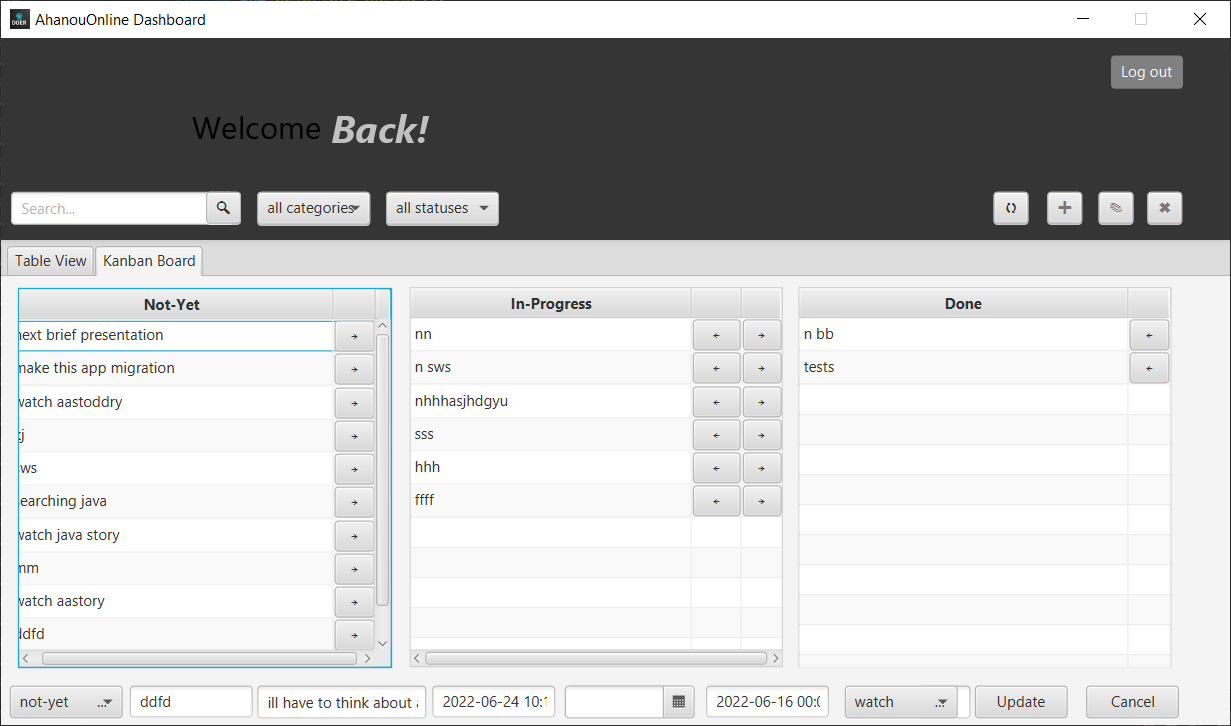 AhanouOnline Dashboard
Log out
Welcome Back!
Search...
all categories
all statuses
Table View
Kanban Board
Not-Yet
next brief presentation
make this app migration
watch aastoddry
kj
sws
searching java
watch java story
mm
watch aastory
ddfd
In-Progress
nn
n sws
nhhhasjhdgyu
sss
hhh
ffff
Done
n bb
tests
not-yet ...
ddfd
ill have to think about
2022-06-24 10:1
2022-06-16 00:0
watch ...
Update
Cancel